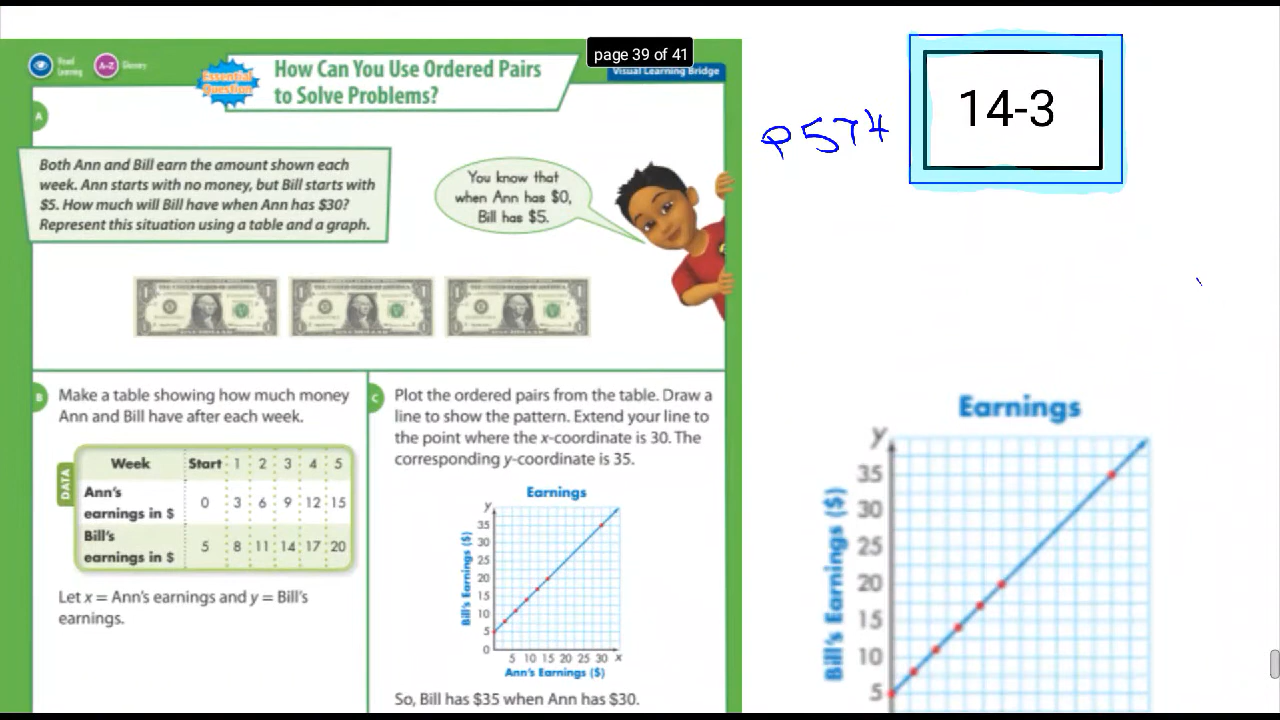 page 39 of 41
Visual Learning
A-Z Glossary
Essential Question
How Can You Use Ordered Pairs
to Solve Problems?
Visual Learning Bridge
A
Both Ann and Bill earn the amount shown each
week. Ann starts with no money, but Bill starts with
$5. How much will Bill have when Ann has $30?
Represent this situation using a table and a graph.
You know that
when Ann has $0,
Bill has $5.
B
Make a table showing how much money
Ann and Bill have after each week.
DATA
Week Start 1 2 3 4 5
Ann's
earnings in $ 0 3 6 9 12 15
Bill's
earnings in $ 5 8 11 14 17 20
Let x = Ann's earnings and y = Bill's
earnings.
C
Plot the ordered pairs from the table. Draw a
line to show the pattern. Extend your line to
the point where the x-coordinate is 30. The
corresponding y-coordinate is 35.
Earnings
y
Bill's Earnings ($)
35
30
25
20
15
10
5
0
5 10 15 20 25 30 x
Ann's Earnings ($)
So, Bill has $35 when Ann has $30.
P574
14-3
Earnings
y
Bill's Earnings ($)
35
30
25
20
15
10
5